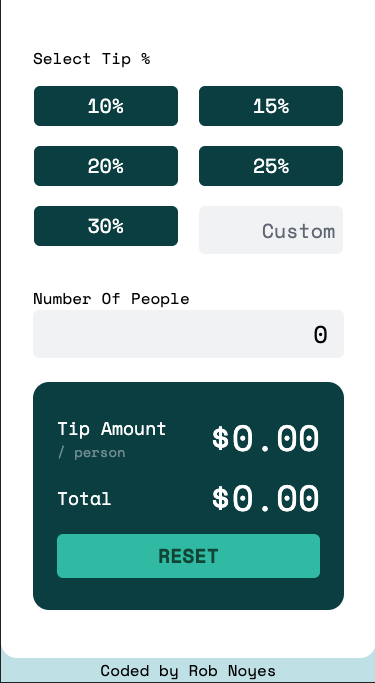 Select Tip %
10% 15%
20% 25%
30% Custom
Number Of People
0
Tip Amount $0.00
/ person
Total $0.00
RESET
Coded by Rob Noyes